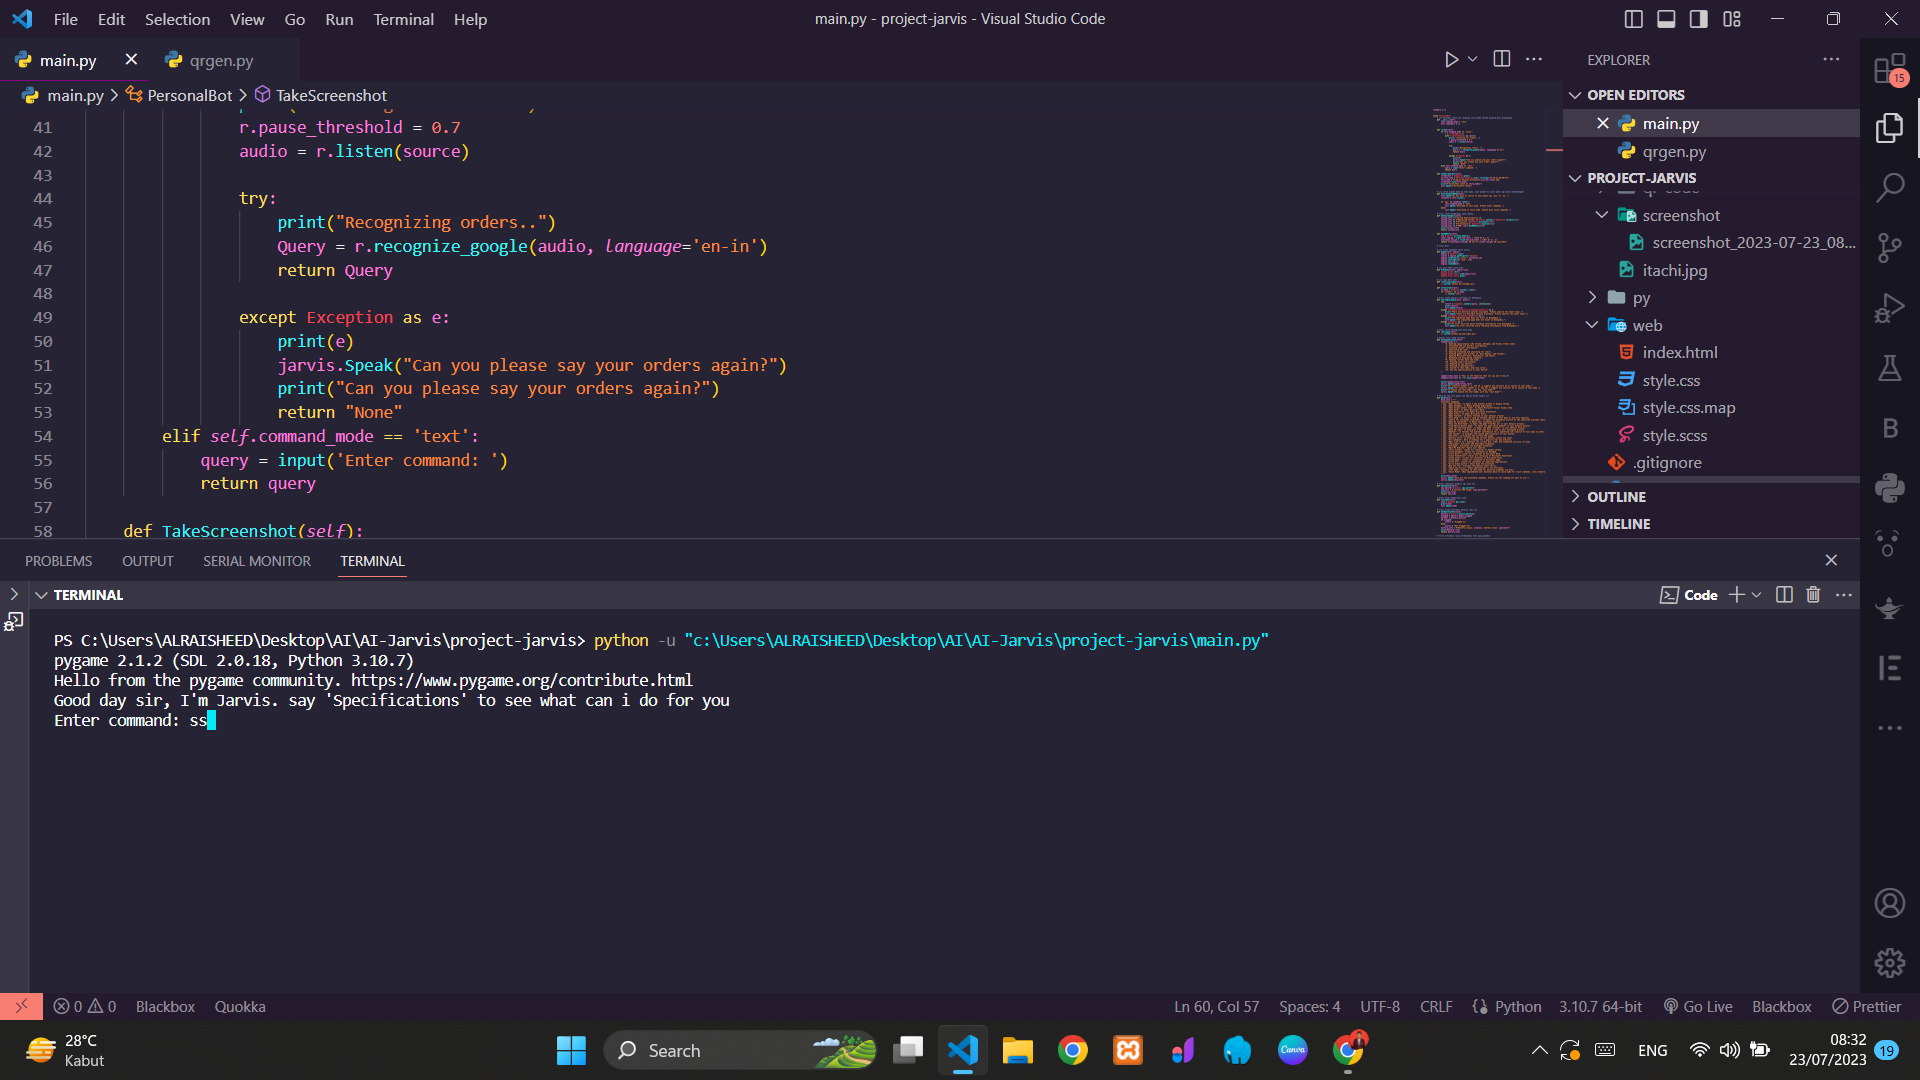 File Edit Selection View Go Run Terminal Help
main.py - project-jarvis - Visual Studio Code
main.py
qrgen.py
main.py > PersonalBot > TakeScreenshot
41 r.pause_threshold = 0.7
42 audio = r.listen(source)
43
44 try:
45 print("Recognizing orders..")
46 Query = r.recognize_google(audio, language='en-in')
47 return Query
48
49 except Exception as e:
50 print(e)
51 jarvis.Speak("Can you please say your orders again?")
52 print("Can you please say your orders again?")
53 return "None"
54 elif self.command_mode == 'text':
55 query = input('Enter command: ')
56 return query
57
58 def TakeScreenshot(self):
EXPLORER
OPEN EDITORS
main.py
qrgen.py
PROJECT-JARVIS
screenshot
screenshot_2023-07-23_08...
itachi.jpg
py
web
index.html
style.css
style.css.map
style.scss
.gitignore
OUTLINE
TIMELINE
15
PROBLEMS OUTPUT SERIAL MONITOR TERMINAL
TERMINAL
Code
PS C:\Users\ALRAISHEED\Desktop\AI\AI-Jarvis\project-jarvis> python -u "c:\Users\ALRAISHEED\Desktop\AI\AI-Jarvis\project-jarvis\main.py"
pygame 2.1.2 (SDL 2.0.18, Python 3.10.7)
Hello from the pygame community. https://www.pygame.org/contribute.html
Good day sir, I'm Jarvis. say 'Specifications' to see what can i do for you
Enter command: ss
0 0 Blackbox Quokka
Ln 60, Col 57 Spaces: 4 UTF-8 CRLF Python 3.10.7 64-bit Go Live Blackbox Prettier
28°C
Kabut
Search
Canva
ENG
08:32
23/07/2023
19